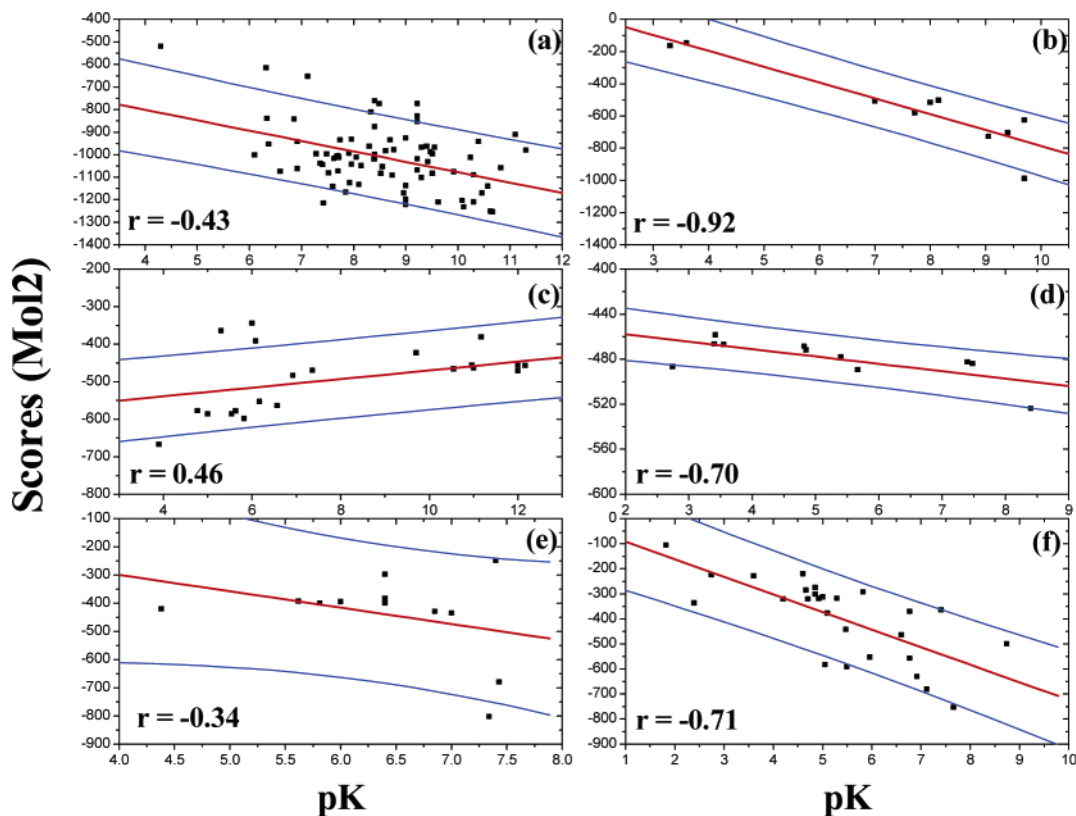 Scores (Mol2)
-400
-500
-600
-700
-800
-900
-1000
-1100
-1200
-1300
-1400
(a)
r = -0.43
4 5 6 7 8 9 10 11 12
0
-200
-400
-600
-800
-1000
-1200
-1400
(b)
r = -0.92
3 4 5 6 7 8 9 10
-200
-300
-400
-500
-600
-700
-800
(c)
r = 0.46
4 6 8 10 12
-400
-440
-480
-520
-560
-600
(d)
r = -0.70
2 3 4 5 6 7 8 9
-100
-200
-300
-400
-500
-600
-700
-800
-900
(e)
r = -0.34
4.0 4.5 5.0 5.5 6.0 6.5 7.0 7.5 8.0
pK
0
-100
-200
-300
-400
-500
-600
-700
-800
-900
(f)
r = -0.71
1 2 3 4 5 6 7 8 9 10
pK